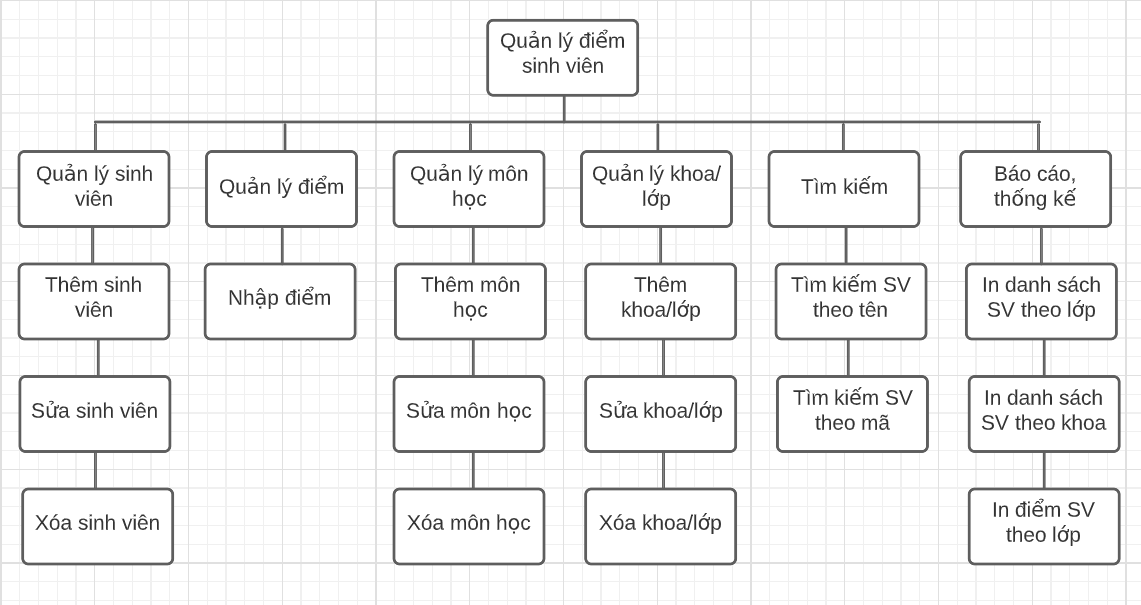 Quản lý điểm
sinh viên
Quản lý sinh
viên
Quản lý điểm
Quản lý môn
học
Quản lý khoa/
lớp
Tìm kiếm
Báo cáo,
thống kế
Thêm sinh
viên
Nhập điểm
Thêm môn
học
Thêm
khoa/lớp
Tìm kiếm SV
theo tên
In danh sách
SV theo lớp
Sửa sinh viên
Sửa môn học
Sửa khoa/lớp
Tìm kiếm SV
theo mã
In danh sách
SV theo khoa
Xóa sinh viên
Xóa môn học
Xóa khoa/lớp
In điểm SV
theo lớp